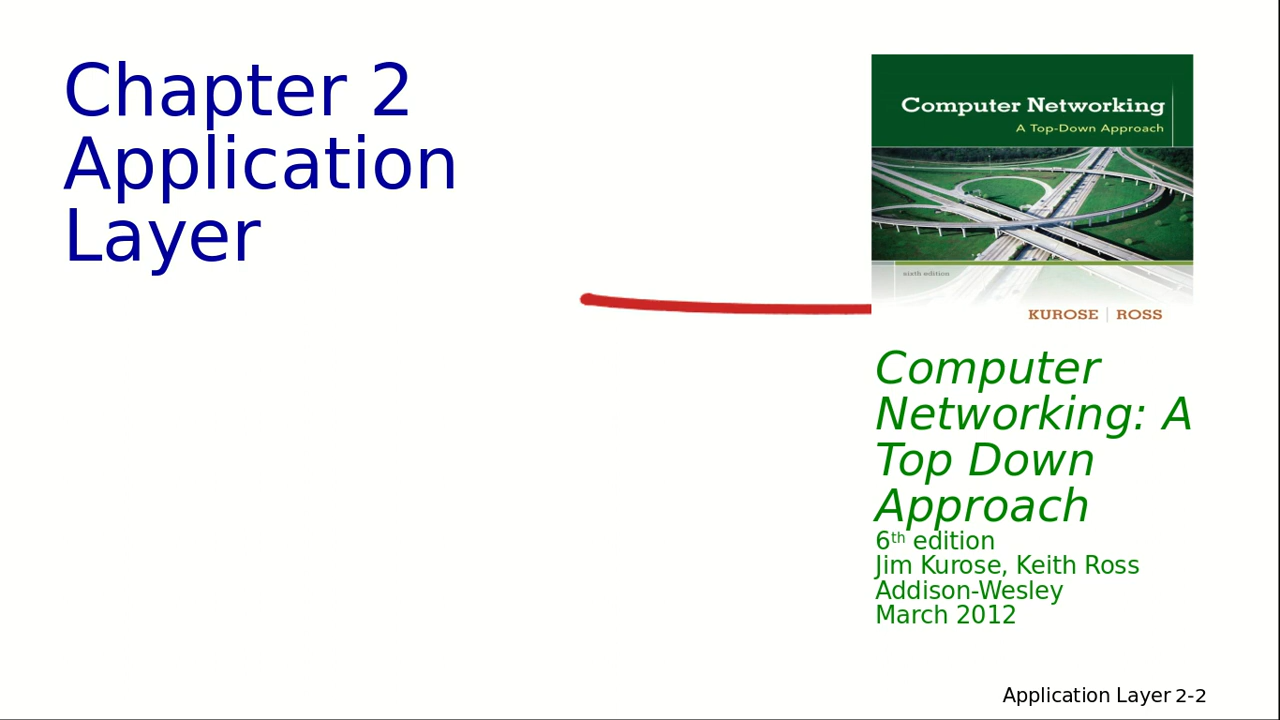 Chapter 2
Application
Layer
Computer Networking
A Top-Down Approach
sixth edition
KUROSE | ROSS
Computer
Networking: A
Top Down
Approach
6th edition
Jim Kurose, Keith Ross
Addison-Wesley
March 2012
Application Layer 2-2